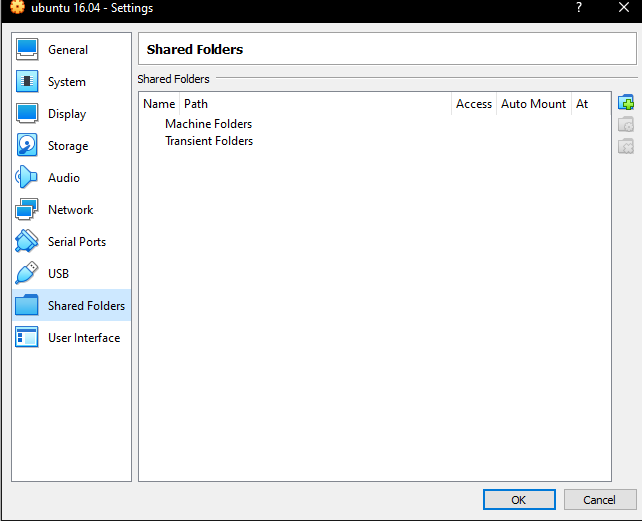 ubuntu 16.04 - Settings
?
General
System
Display
Storage
Audio
Network
Serial Ports
USB
Shared Folders
User Interface
Shared Folders
Shared Folders
Name Path Access Auto Mount At
Machine Folders
Transient Folders
OK Cancel